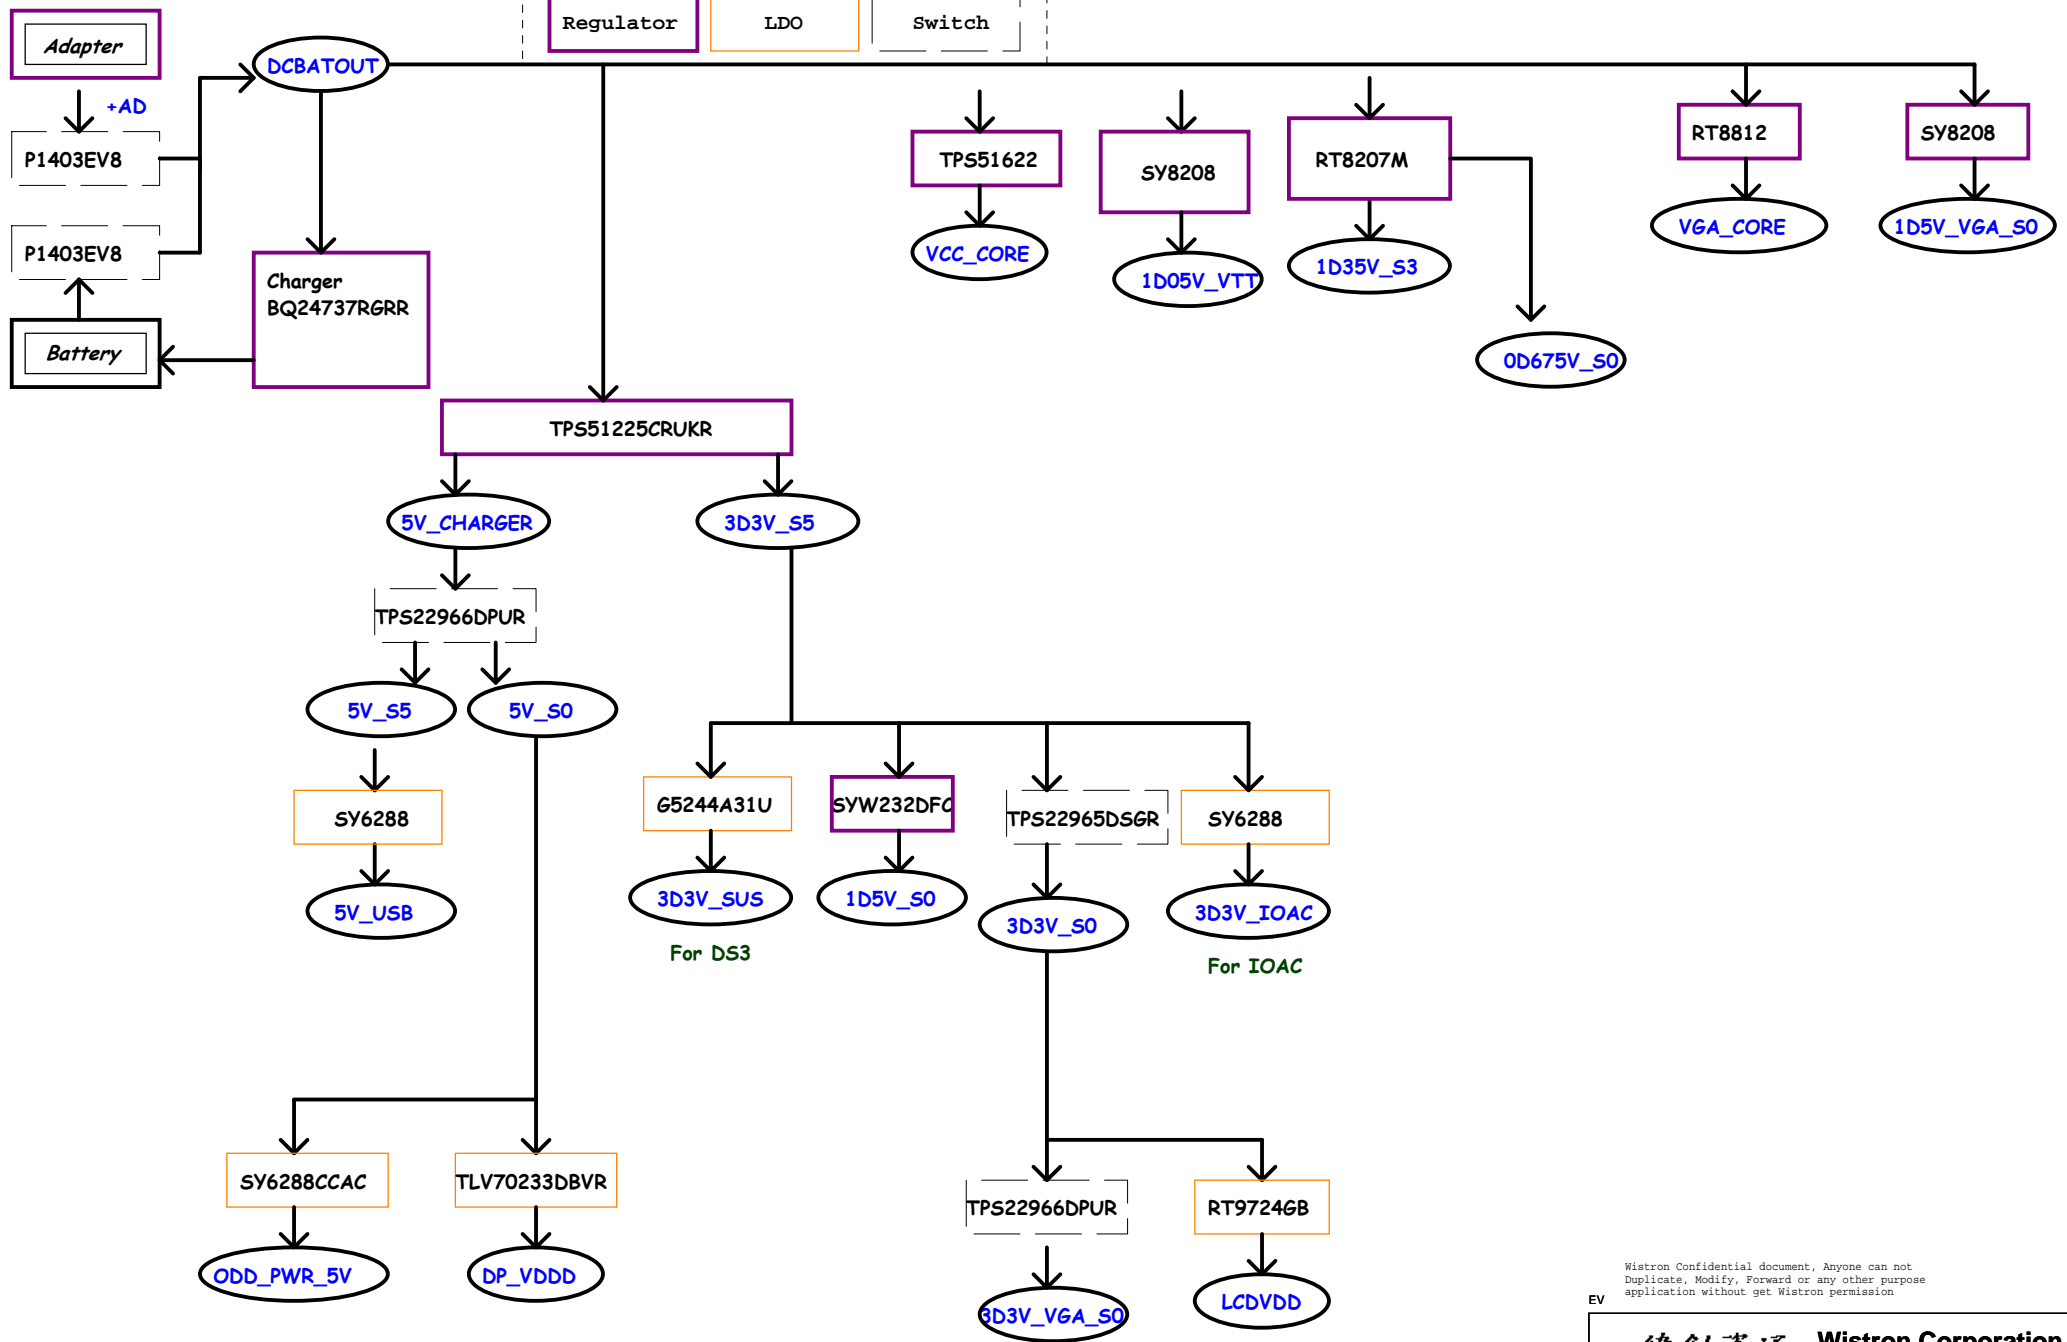 Regulator
LDO
Switch
Adapter
DCBATOUT
+AD
P1403EV8
P1403EV8
Charger
BQ24737RGRR
Battery
TPS51622
SY8208
RT8207M
RT8812
SY8208
VCC_CORE
1D05V_VTT
1D35V_S3
VGA_CORE
1D5V_VGA_S0
0D675V_S0
TPS51225CRUKR
5V_CHARGER
3D3V_S5
TPS22966DPUR
5V_S5
5V_S0
SY6288
G5244A31U
SYW232DFC
TPS22965DSGR
SY6288
5V_USB
3D3V_SUS
1D5V_S0
3D3V_S0
3D3V_IOAC
For DS3
For IOAC
SY6288CCAC
TLV70233DBVR
TPS22966DPUR
RT9724GB
ODD_PWR_5V
DP_VDDD
3D3V_VGA_S0
LCDVDD
Wistron Confidential document, Anyone can not
Duplicate, Modify, Forward or any other purpose
application without get Wistron permission
EV
Wistron Corporation